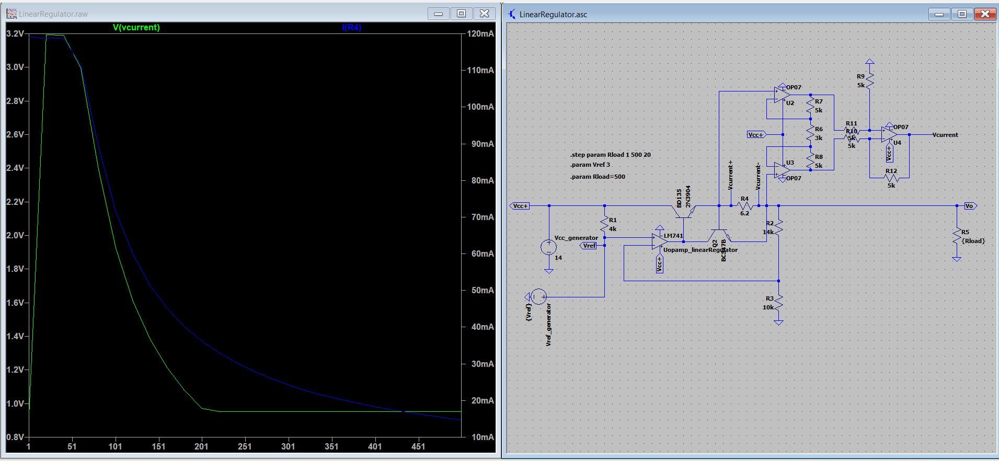 LinearRegulator.raw
V(vcurrent)
I(R4)
3.2V
3.0V
2.8V
2.6V
2.4V
2.2V
2.0V
1.8V
1.6V
1.4V
1.2V
1.0V
0.8V
120mA
110mA
100mA
90mA
80mA
70mA
60mA
50mA
40mA
30mA
20mA
10mA
1
51
101
151
201
251
301
351
401
451
LinearRegulator.asc
R9
5k
OP07
U2
R7
5k
R11
5k
R10
5k
OP07
U4
Vcurrent
Vcc+
R6
3k
Vcc+
R8
5k
U3
OP07
R12
5k
.step param Rload 1 500 20
.param Vref 3
.param Rload=500
Vcurrent+
Vcurrent-
BD135
2N3904
Vcc+
R4
6.2
Vo
R1
4k
R2
14k
R5
{Rload}
Vcc_generator
14
Vref
LM741
Uopamp_linearRegulator
Vcc+
Q2
BC547B
R3
10k
{Vref}
Vref_generator